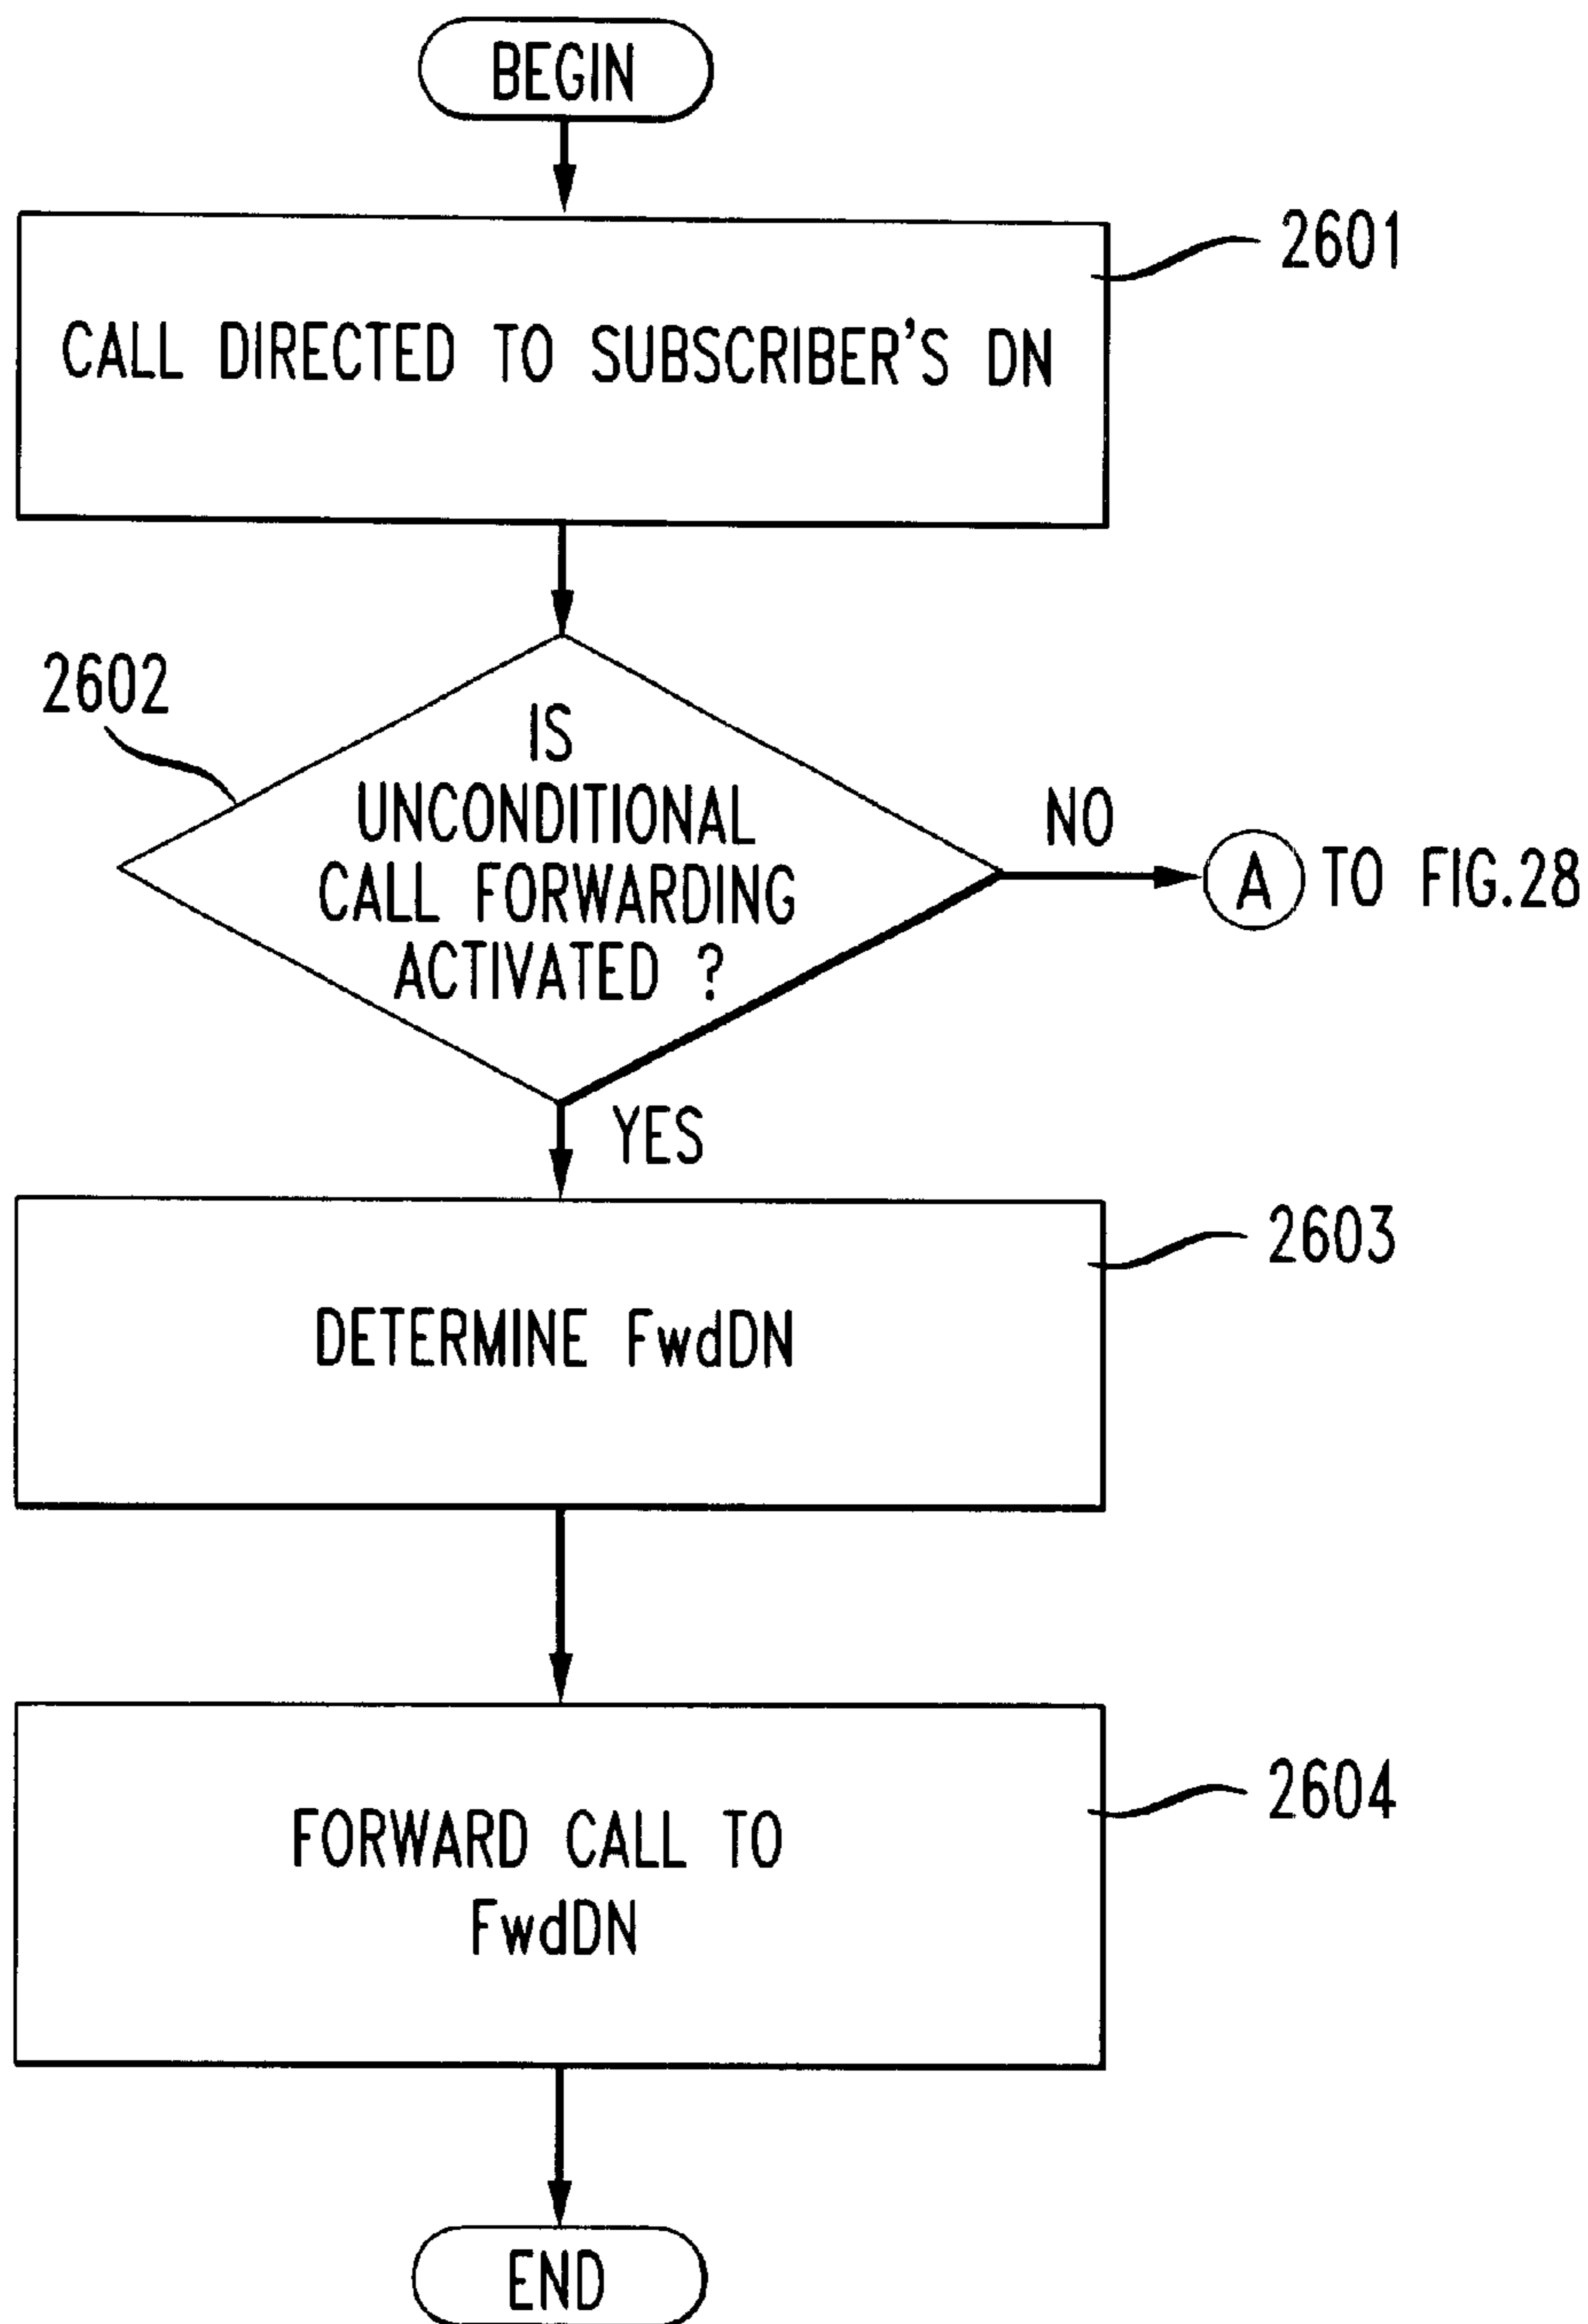 BEGIN
2601
CALL DIRECTED TO SUBSCRIBER'S DN
2602
IS
UNCONDITIONAL
CALL FORWARDING
ACTIVATED ?
NO
A TO FIG.28
YES
2603
DETERMINE FwdDN
2604
FORWARD CALL TO
FwdDN
END